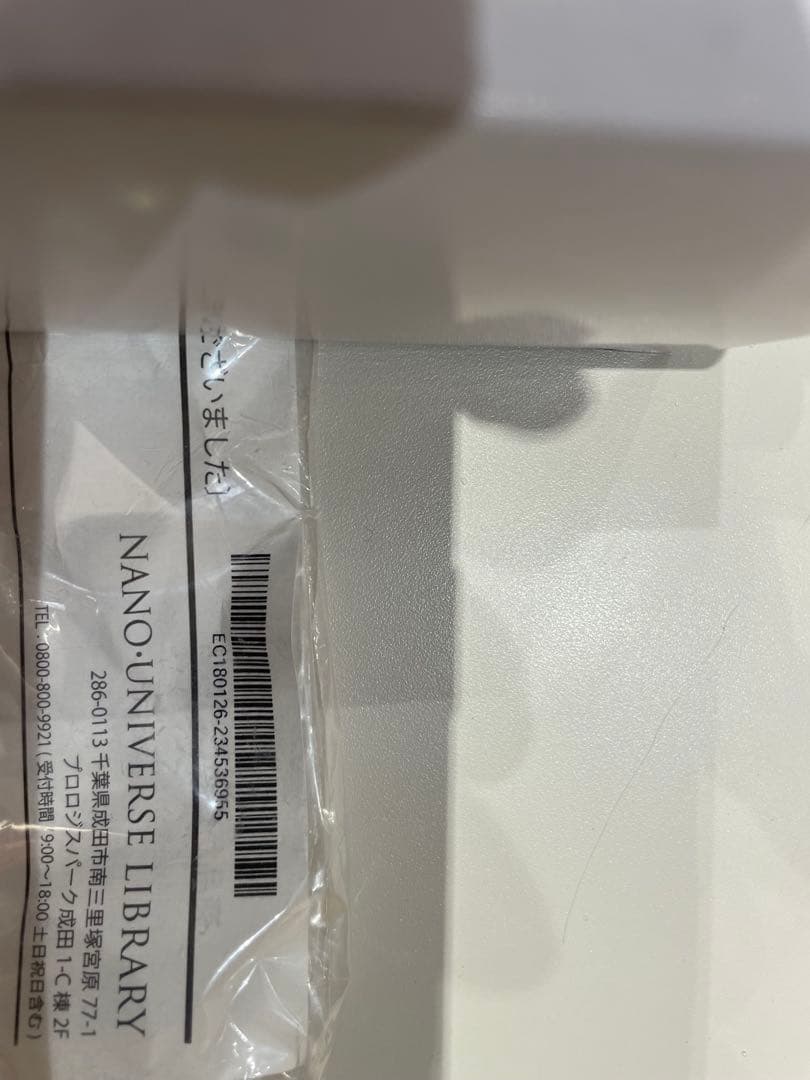 ございました〕
EC180126-234536955
NANO・UNIVERSE LIBRARY
286-0113 千葉県成田市南三里塚宮原 77-1
プロロジスパーク成田 1-C 棟 2F
TEL : 0800-800-9921 ( 受付時間 / 9:00〜18:00 土日祝日含む )